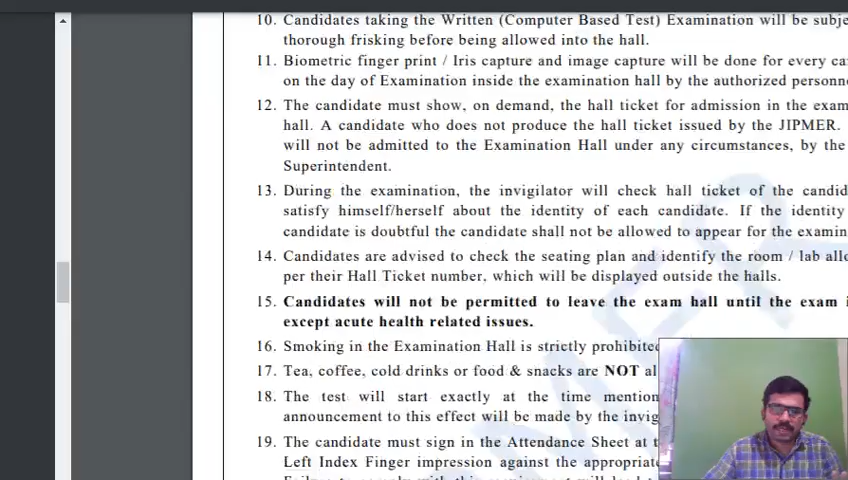 10. Candidates taking the Written (Computer Based Test) Examination will be
thorough frisking before being allowed into the hall.
11. Biometric finger print / Iris capture and image capture will be done for every
on the day of Examination inside the examination hall by the authorized
12. The candidate must show, on demand, the hall ticket for admission in the
hall. A candidate who does not produce the hall ticket issued by the JIPMER.
will not be admitted to the Examination Hall under any circumstances, by the
Superintendent.
13. During the examination, the invigilator will check hall ticket of the
satisfy himself/herself about the identity of each candidate. If the identity
candidate is doubtful the candidate shall not be allowed to appear for the
14. Candidates are advised to check the seating plan and identify the room / lab
per their Hall Ticket number, which will be displayed outside the halls.
15. Candidates will not be permitted to leave the exam hall until the exam
except acute health related issues.
16. Smoking in the Examination Hall is strictly prohibited
17. Tea, coffee, cold drinks or food & snacks are NOT
18. The test will start exactly at the time
announcement to this effect will be made by the
19. The candidate must sign in the Attendance Sheet at
Left Index Finger impression against the appropriate